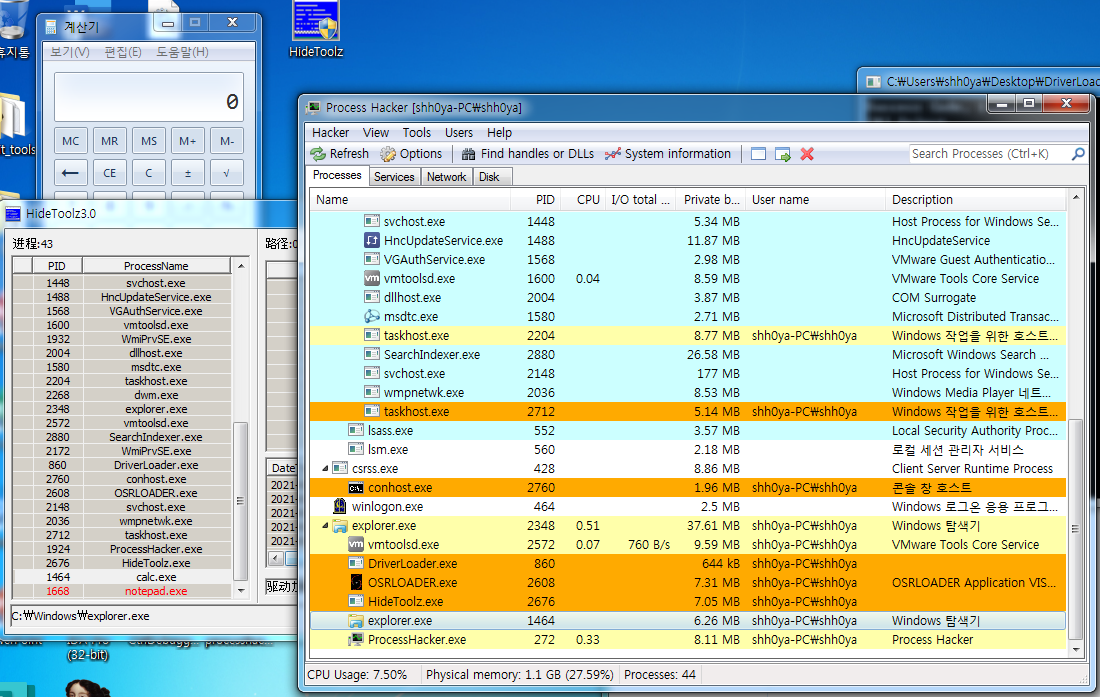 계산기
보기(V) 편집(E) 도움말(H)
0
MC MR MS M+ M-
← CE C ± √
휴지통
t_tools
HideToolz
C:₩Users₩shh0ya₩Desktop₩DriverLoad
Process Hacker [shh0ya-PC₩shh0ya]
Hacker View Tools Users Help
Refresh Options Find handles or DLLs System information Search Processes (Ctrl+K)
Processes Services Network Disk
Name PID CPU I/O total ... Private b... User name Description
svchost.exe 1448 5.34 MB Host Process for Windows Se...
HncUpdateService.exe 1488 11.87 MB HncUpdateService
VGAuthService.exe 1568 2.98 MB VMware Guest Authenticatio...
vmtoolsd.exe 1600 0.04 8.59 MB VMware Tools Core Service
dllhost.exe 2004 3.87 MB COM Surrogate
msdtc.exe 1580 2.71 MB Microsoft Distributed Transac...
taskhost.exe 2204 8.77 MB shh0ya-PC₩shh0ya Windows 작업을 위한 호스트...
SearchIndexer.exe 2880 26.58 MB Microsoft Windows Search ...
svchost.exe 2148 177 MB Host Process for Windows Se...
wmpnetwk.exe 2036 8.53 MB Windows Media Player 네트...
taskhost.exe 2712 5.14 MB shh0ya-PC₩shh0ya Windows 작업을 위한 호스트...
lsass.exe 552 3.57 MB Local Security Authority Proc...
lsm.exe 560 2.18 MB 로컬 세션 관리자 서비스
csrss.exe 428 8.86 MB Client Server Runtime Process
conhost.exe 2760 1.96 MB shh0ya-PC₩shh0ya 콘솔 창 호스트
winlogon.exe 464 2.5 MB Windows 로그온 응용 프로그...
explorer.exe 2348 0.51 37.61 MB shh0ya-PC₩shh0ya Windows 탐색기
vmtoolsd.exe 2572 0.07 760 B/s 9.59 MB shh0ya-PC₩shh0ya VMware Tools Core Service
DriverLoader.exe 860 644 kB shh0ya-PC₩shh0ya
OSRLOADER.exe 2608 7.31 MB shh0ya-PC₩shh0ya OSRLOADER Application VIS...
HideToolz.exe 2676 7.05 MB shh0ya-PC₩shh0ya
explorer.exe 1464 6.26 MB shh0ya-PC₩shh0ya Windows 탐색기
ProcessHacker.exe 272 0.33 8.11 MB shh0ya-PC₩shh0ya Process Hacker
CPU Usage: 7.50% Physical memory: 1.1 GB (27.59%) Processes: 44
HideToolz3.0
进程:43 路径:
PID ProcessName
1448 svchost.exe
1488 HncUpdateService.exe
1568 VGAuthService.exe
1600 vmtoolsd.exe
1932 WmiPrvSE.exe
2004 dllhost.exe
1580 msdtc.exe
2204 taskhost.exe
2268 dwm.exe
2348 explorer.exe
2572 vmtoolsd.exe
2880 SearchIndexer.exe
2172 WmiPrvSE.exe
860 DriverLoader.exe
2760 conhost.exe
2608 OSRLOADER.exe
2148 svchost.exe
2036 wmpnetwk.exe
2712 taskhost.exe
1924 ProcessHacker.exe
2676 HideToolz.exe
1464 calc.exe
1668 notepad.exe
DateT
2021-
2021-
2021-
2021-
2021-
驱动加
C:₩Windows₩explorer.exe
(32-bit)